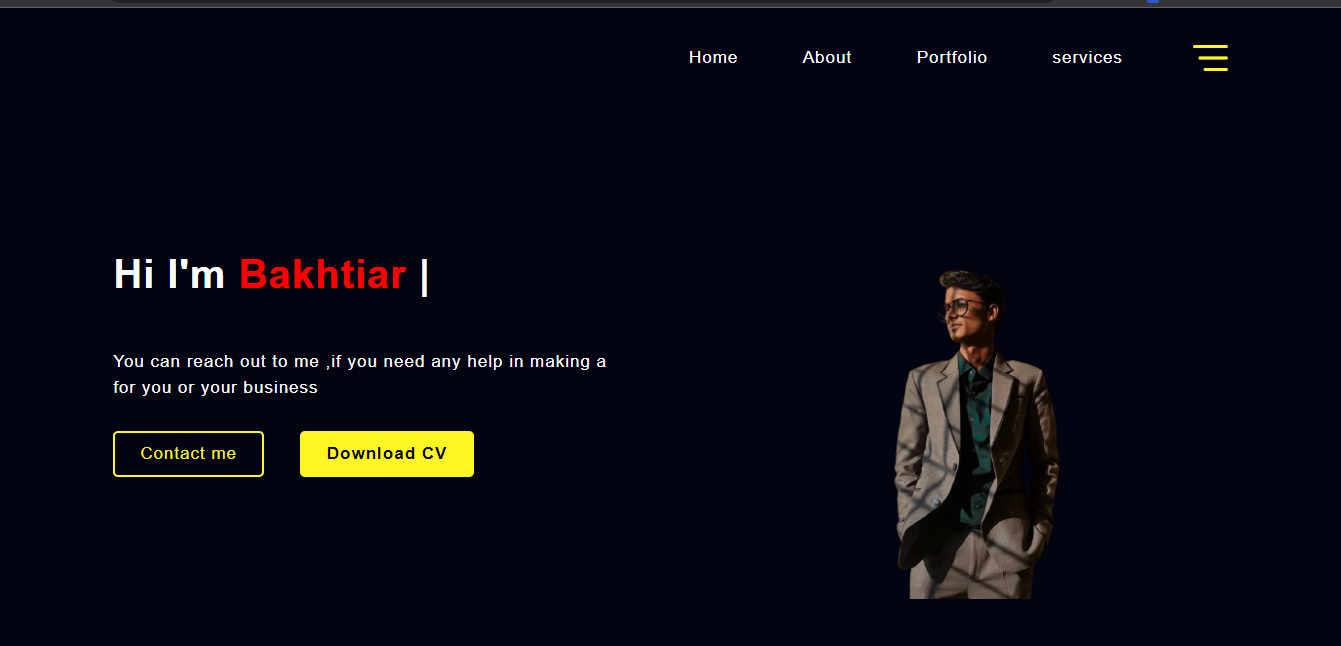 Home About Portfolio services
Hi I'm Bakhtiar |
You can reach out to me ,if you need any help in making a
for you or your business
Contact me Download CV